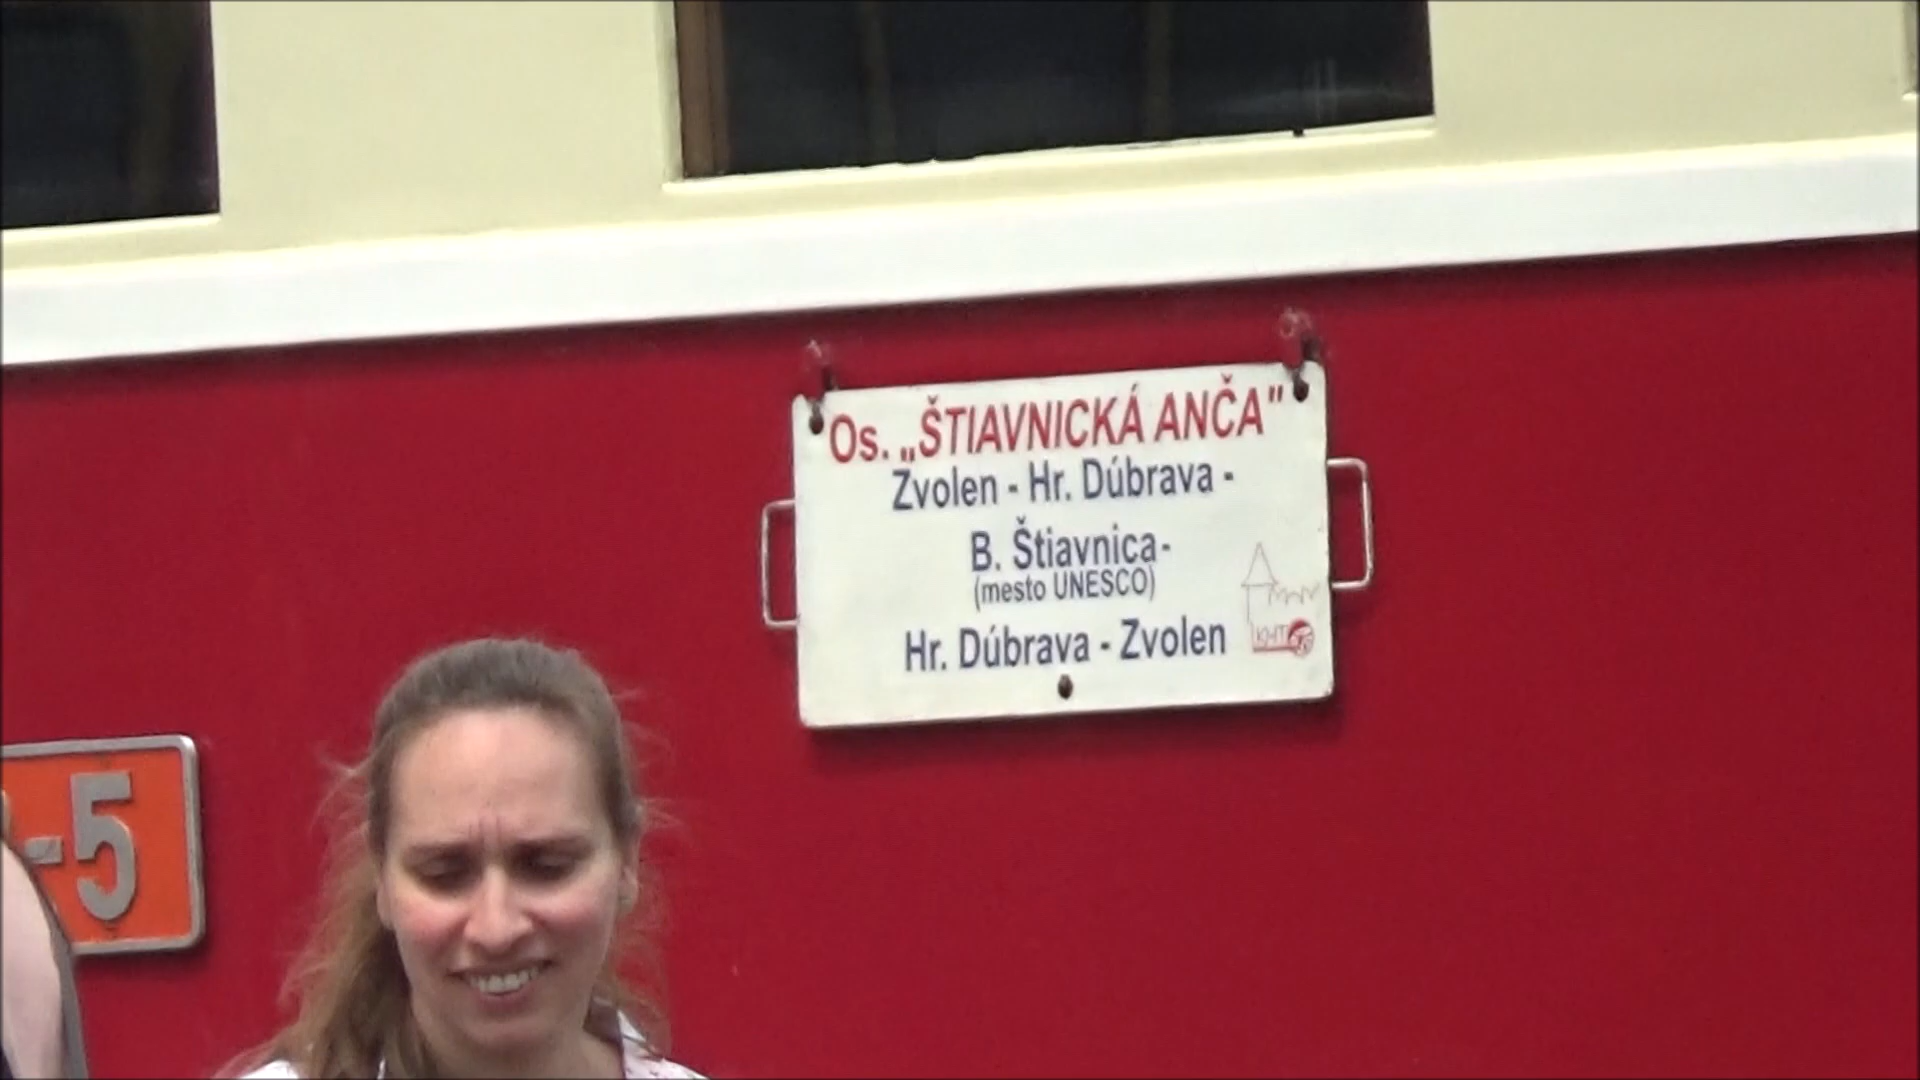 Os. „ŠTIAVNICKÁ ANČA"
Zvolen - Hr. Dúbrava -
B. Štiavnica-
(mesto UNESCO)
Hr. Dúbrava - Zvolen
KHT
-5